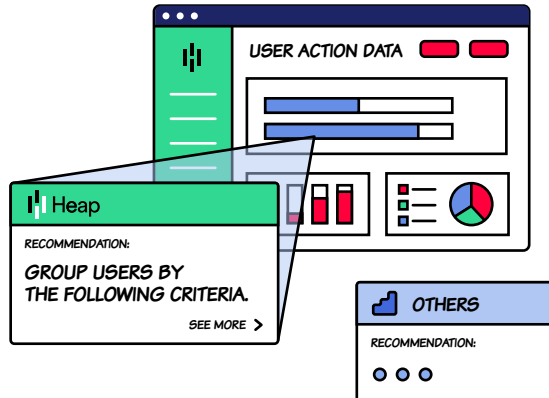 USER ACTION DATA
Heap
RECOMMENDATION:
GROUP USERS BY
THE FOLLOWING CRITERIA.
SEE MORE
OTHERS
RECOMMENDATION: